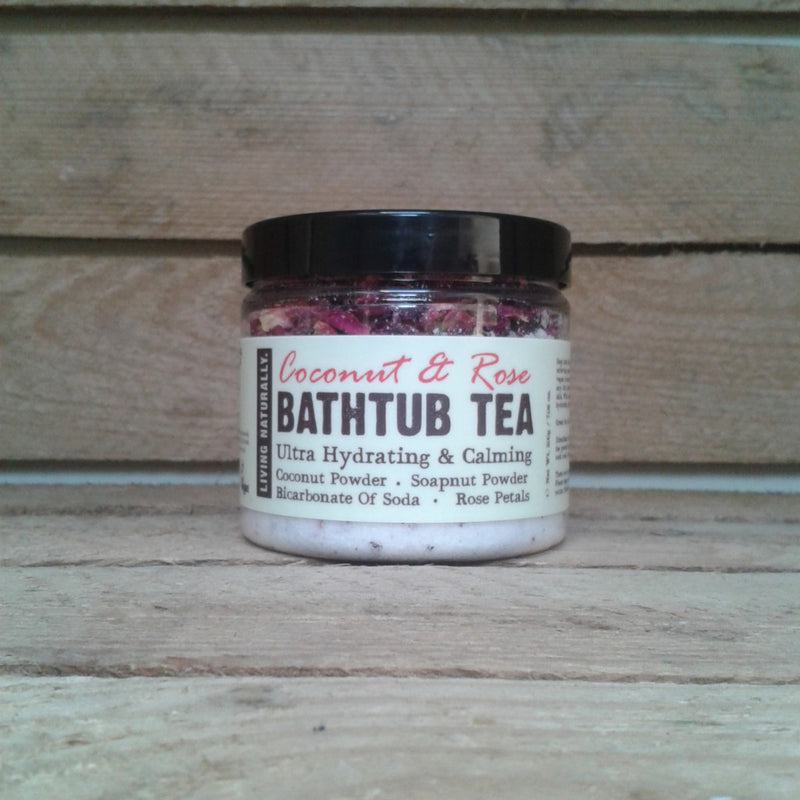 LIVING NATURALLY.
Coconut & Rose
BATHTUB TEA
Ultra Hydrating & Calming
Coconut Powder . Soapnut Powder
Bicarbonate Of Soda · Rose Petals